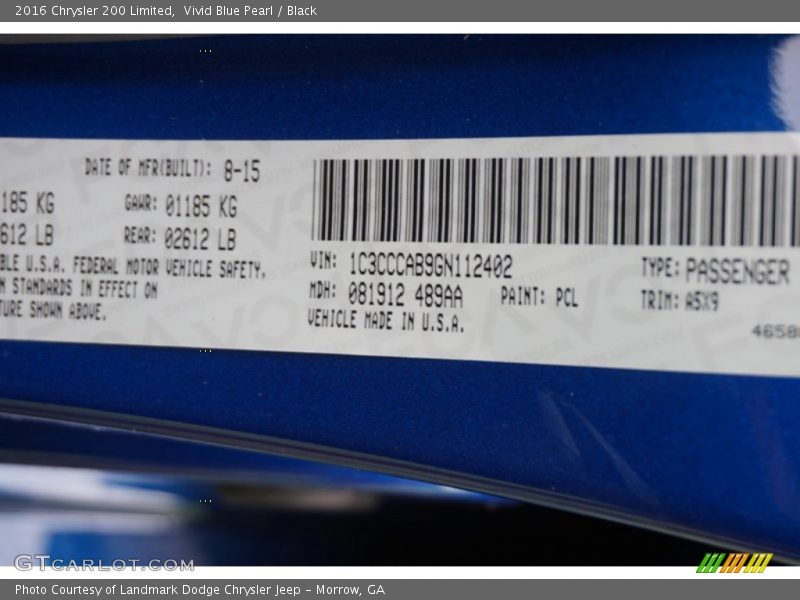 2016 Chrysler 200 Limited, Vivid Blue Pearl / Black
DATE OF MFR(BUILT): 8-15
185 KG GAWR: 01185 KG
612 LB REAR: 02612 LB
BLE U.S.A. FEDERAL MOTOR VEHICLE SAFETY,
N STANDARDS IN EFFECT ON
TURE SHOWN ABOVE.
VIN: 1C3CCCAB9GN112402 TYPE: PASSENGER
MDH: 081912 489AA PAINT: PCL TRIM: A5X9
VEHICLE MADE IN U.S.A.
4658
GTCARLOT.COM
Photo Courtesy of Landmark Dodge Chrysler Jeep - Morrow, GA